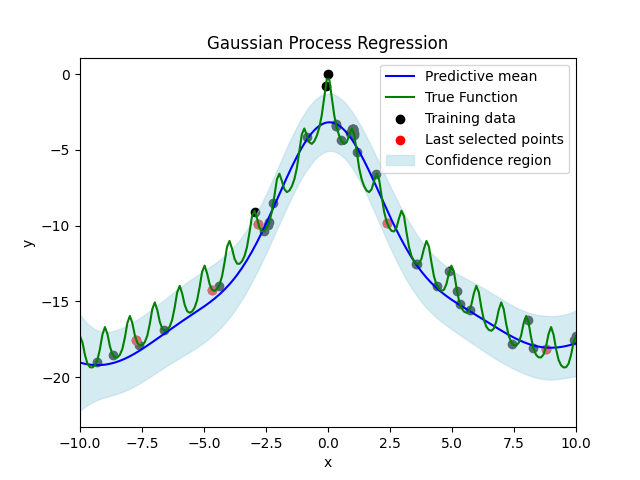 Gaussian Process Regression
Predictive mean
True Function
Training data
Last selected points
Confidence region
y
0
−5
−10
−15
−20
−10.0 −7.5 −5.0 −2.5 0.0 2.5 5.0 7.5 10.0
x